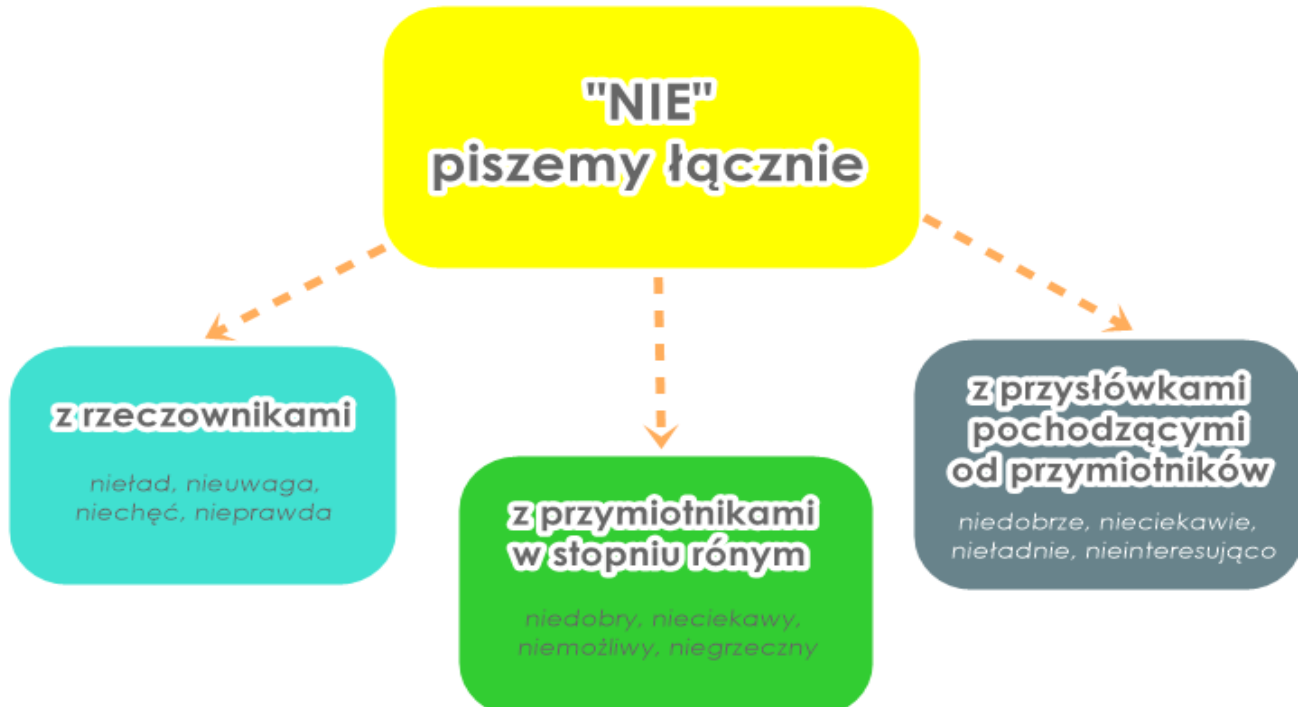 "NIE"
piszemy łącznie
z rzeczownikami
nieład, nieuwaga,
niechęć, nieprawda
z przymiotnikami
w stopniu rónym
niedobry, nieciekawy,
niemożliwy, niegrzeczny
z przysłówkami
pochodzącymi
od przymiotników
niedobrze, nieciekawie,
nieładnie, nieinteresująco